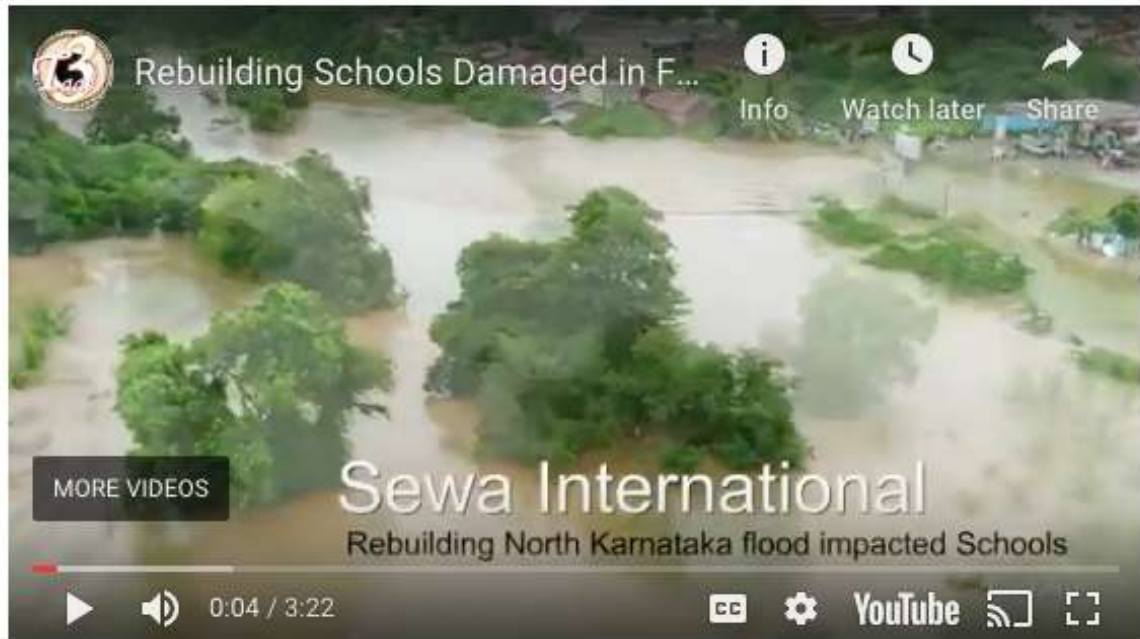 Rebuilding Schools Damaged in F...
Info
Watch later
Share
MORE VIDEOS
Sewa International
Rebuilding North Karnataka flood impacted Schools
0:04 / 3:22
CC
YouTube